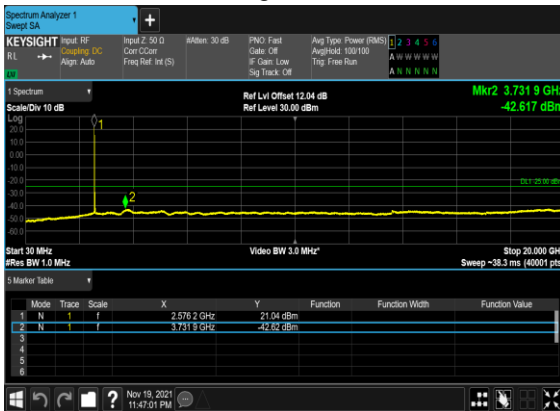 Spectrum Analyzer 1
Swept SA
KEYSIGHT Input: RF Input Z: 50 Ω #Atten: 30 dB PNO: Fast Avg Type: Power (RMS) 1 2 3 4 5 6
RL Coupling: DC Corr CCorr Gate: Off Avg|Hold: 100/100 A W W W W W
Align: Auto Freq Ref: Int (S) IF Gain: Low Trig: Free Run
Sig Track: Off A N N N N N
1 Spectrum Ref Lvl Offset 12.04 dB Mkr2 3.731 9 GHz
Scale/Div 10 dB Ref Level 30.00 dBm -42.617 dBm
Log
20.0
10.0
0.00
-10.0
-20.0
-30.0
-40.0
-50.0
-60.0
1
2
DL1 -25.00 dBm
Start 30 MHz Video BW 3.0 MHz* Stop 20.000 GHz
#Res BW 1.0 MHz Sweep ~38.3 ms (40001 pts)
5 Marker Table
Mode Trace Scale X Y Function Function Width Function Value
1 N 1 f 2.576 2 GHz 21.04 dBm
2 N 1 f 3.731 9 GHz -42.62 dBm
3
4
5
6
? Nov 19, 2021
11:47:01 PM